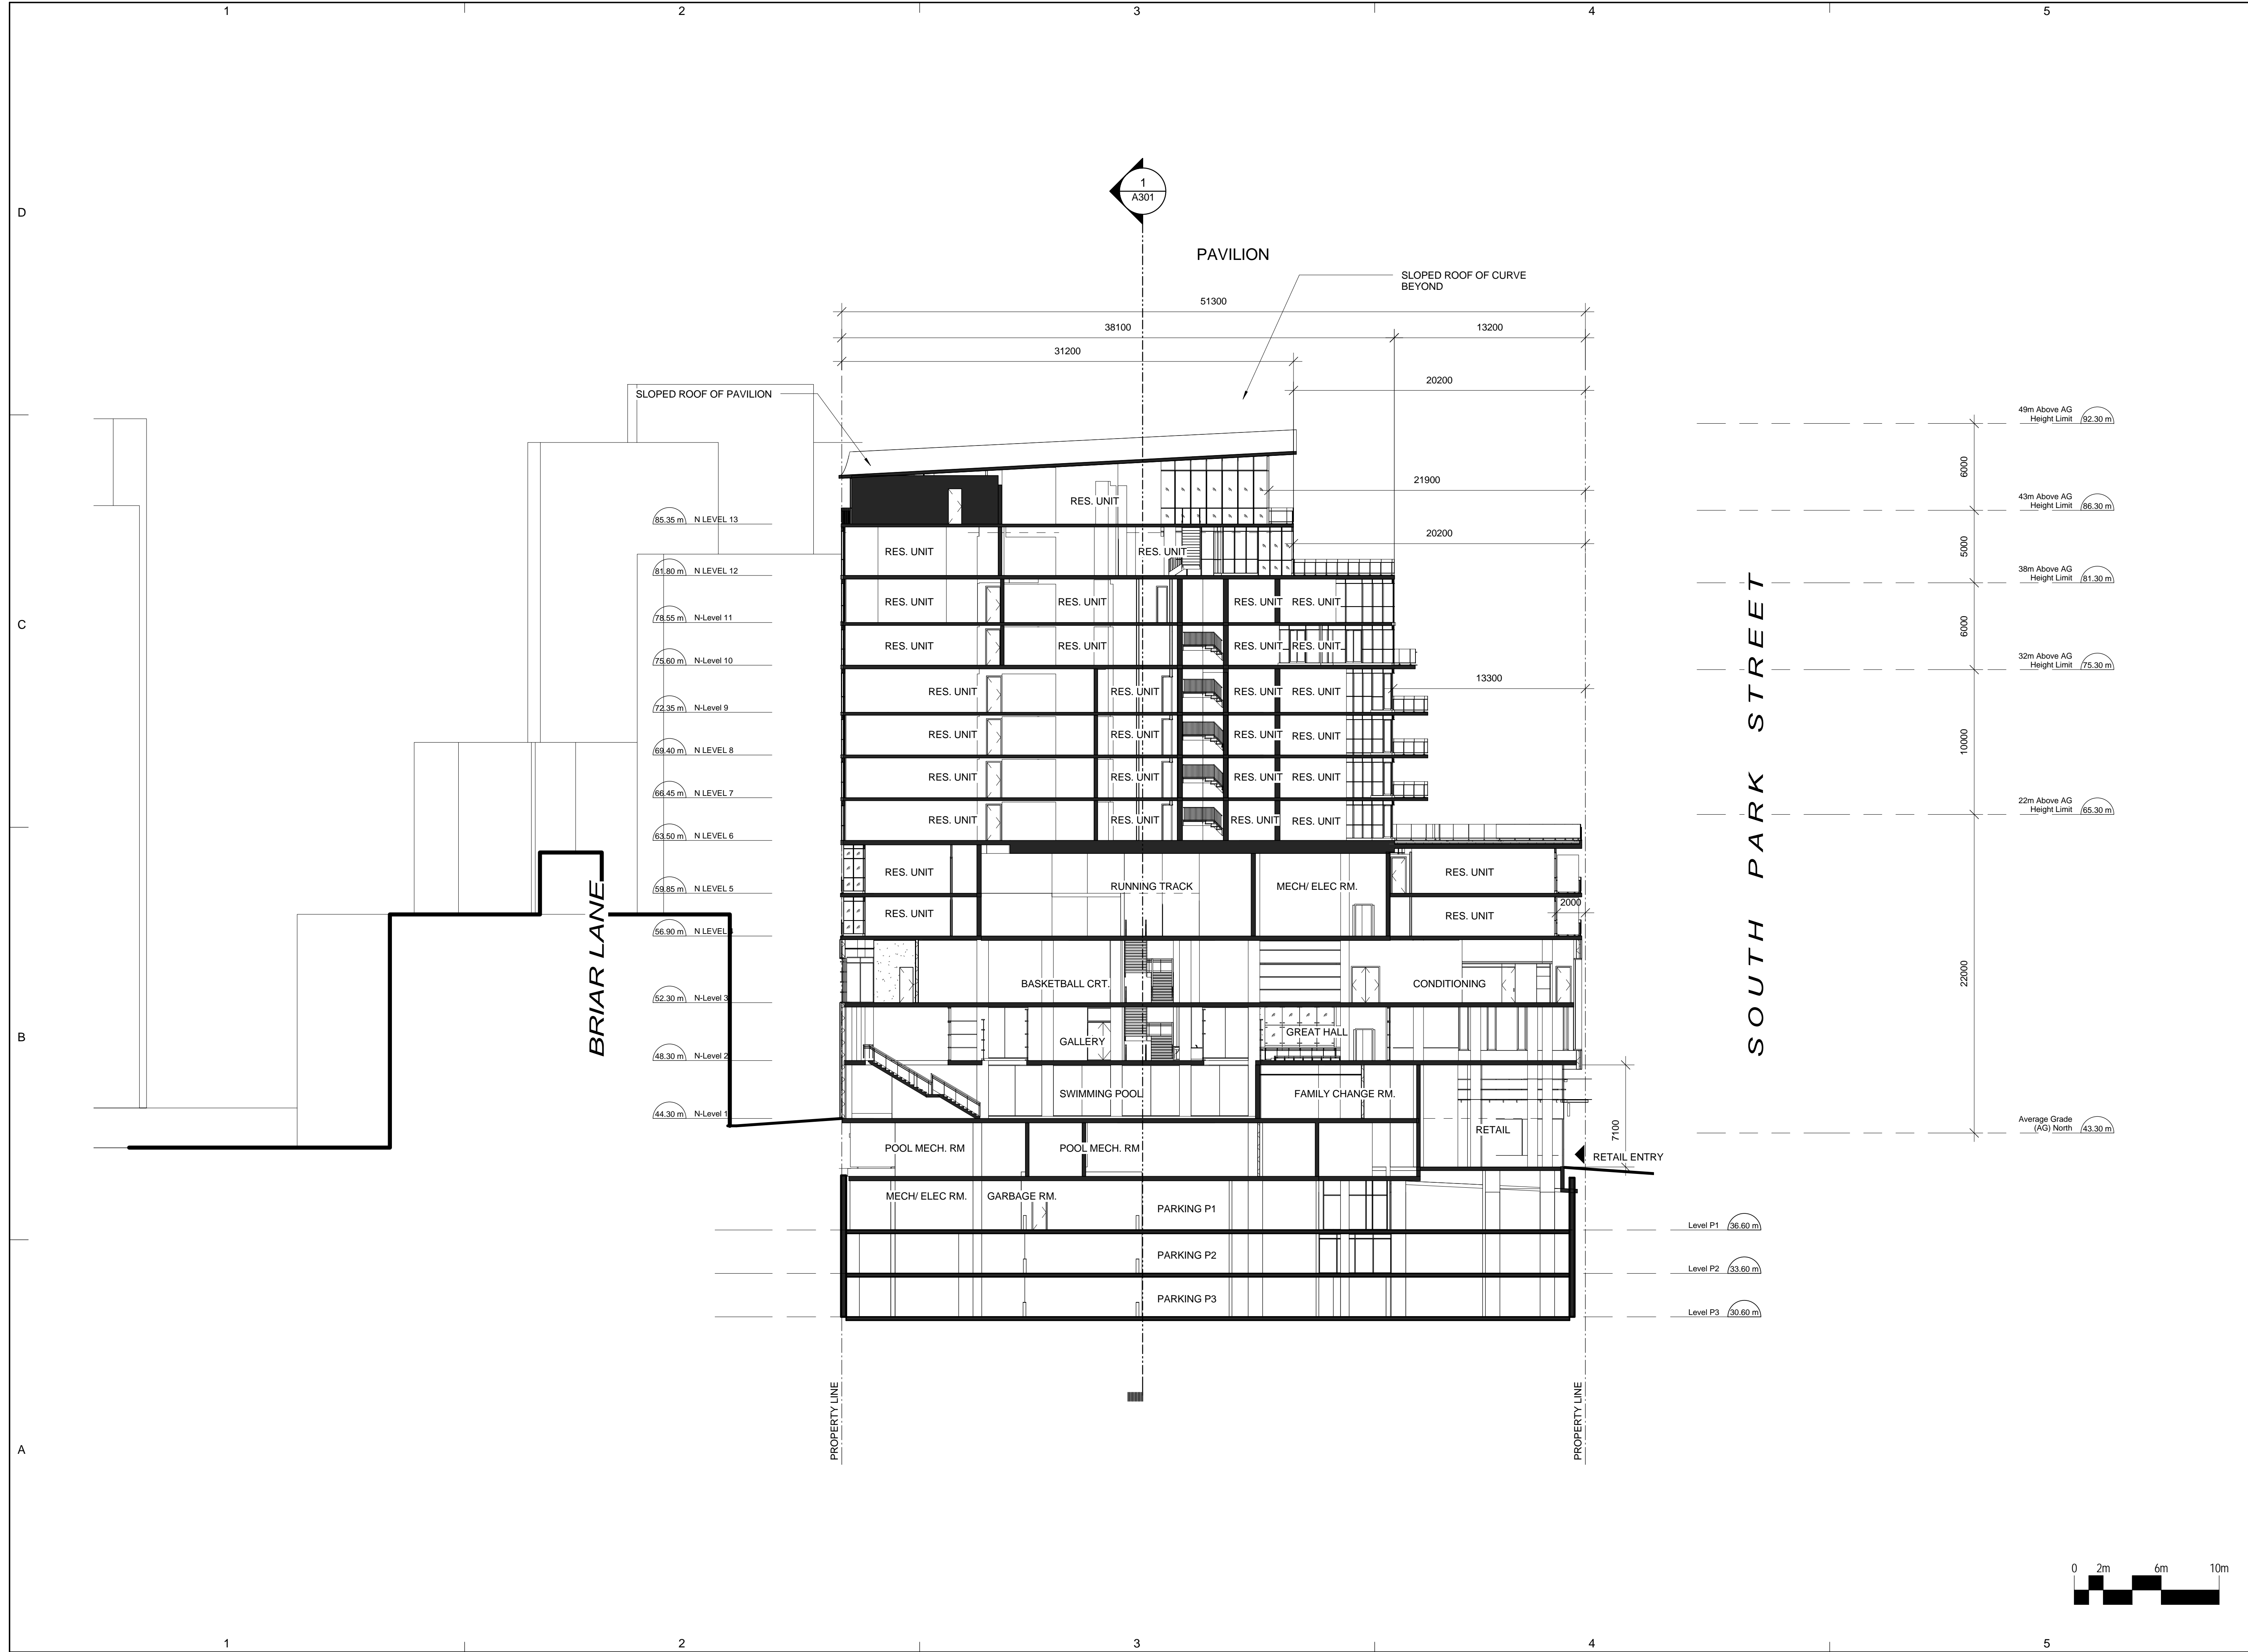 1 2 3 4 5
D
C
B
A
1
A301
PAVILION
SLOPED ROOF OF CURVE
BEYOND
51300
38100
13200
31200
20200
SLOPED ROOF OF PAVILION
21900
20200
13300
2000
7100
85.35 m N LEVEL 13
81.80 m N LEVEL 12
78.55 m N-Level 11
75.60 m N-Level 10
72.35 m N-Level 9
69.40 m N LEVEL 8
66.45 m N LEVEL 7
63.50 m N LEVEL 6
59.85 m N LEVEL 5
56.90 m N LEVEL
52.30 m N-Level 3
48.30 m N-Level 2
44.30 m N-Level 1
BRIAR LANE
RES. UNIT
RES. UNIT RES. UNIT
RES. UNIT RES. UNIT RES. UNIT RES. UNIT
RES. UNIT RES. UNIT RES. UNIT RES. UNIT
RES. UNIT RES. UNIT RES. UNIT RES. UNIT
RES. UNIT RES. UNIT RES. UNIT RES. UNIT
RES. UNIT RES. UNIT RES. UNIT RES. UNIT
RES. UNIT RES. UNIT RES. UNIT RES. UNIT
RES. UNIT RUNNING TRACK MECH/ ELEC RM. RES. UNIT
RES. UNIT RES. UNIT
BASKETBALL CRT. CONDITIONING
GALLERY GREAT HALL
SWIMMING POOL FAMILY CHANGE RM.
RETAIL
POOL MECH. RM POOL MECH. RM
RETAIL ENTRY
MECH/ ELEC RM. GARBAGE RM.
PARKING P1
PARKING P2
PARKING P3
Level P1 36.60 m
Level P2 33.60 m
Level P3 30.60 m
PROPERTY LINE
PROPERTY LINE
SOUTH PARK STREET
6000
5000
6000
10000
22000
49m Above AG
Height Limit 92.30 m
43m Above AG
Height Limit 86.30 m
38m Above AG
Height Limit 81.30 m
32m Above AG
Height Limit 75.30 m
22m Above AG
Height Limit 65.30 m
Average Grade
(AG) North 43.30 m
0 2m 6m 10m
1 2 3 4 5